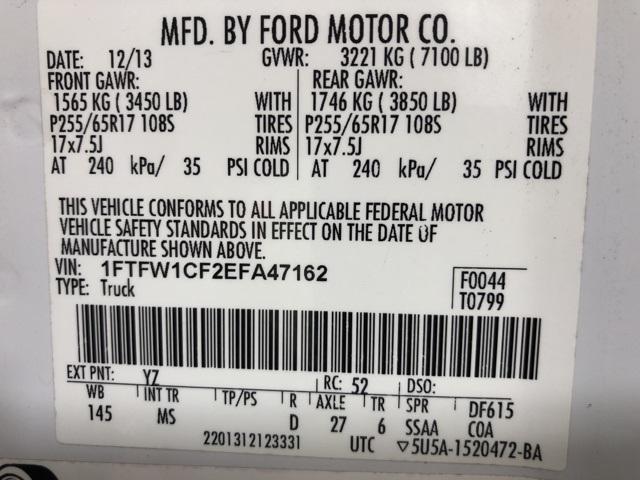 MFD. BY FORD MOTOR CO.
DATE: 12/13 GVWR: 3221 KG ( 7100 LB)
FRONT GAWR: REAR GAWR:
1565 KG ( 3450 LB) WITH 1746 KG ( 3850 LB) WITH
P255/65R17 108S TIRES P255/65R17 108S TIRES
17x7.5J RIMS 17x7.5J RIMS
AT 240 kPa/ 35 PSI COLD AT 240 kPa/ 35 PSI COLD
THIS VEHICLE CONFORMS TO ALL APPLICABLE FEDERAL MOTOR
VEHICLE SAFETY STANDARDS IN EFFECT ON THE DATE OF
MANUFACTURE SHOWN ABOVE.
VIN: 1FTFW1CF2EFA47162 F0044
TYPE: Truck T0799
EXT PNT: YZ RC: 52 DSO:
WB INT TR TP/PS R AXLE TR SPR DF615
145 MS D 27 6 SSAA COA
2201312123331 UTC ▽5U5A-1520472-BA